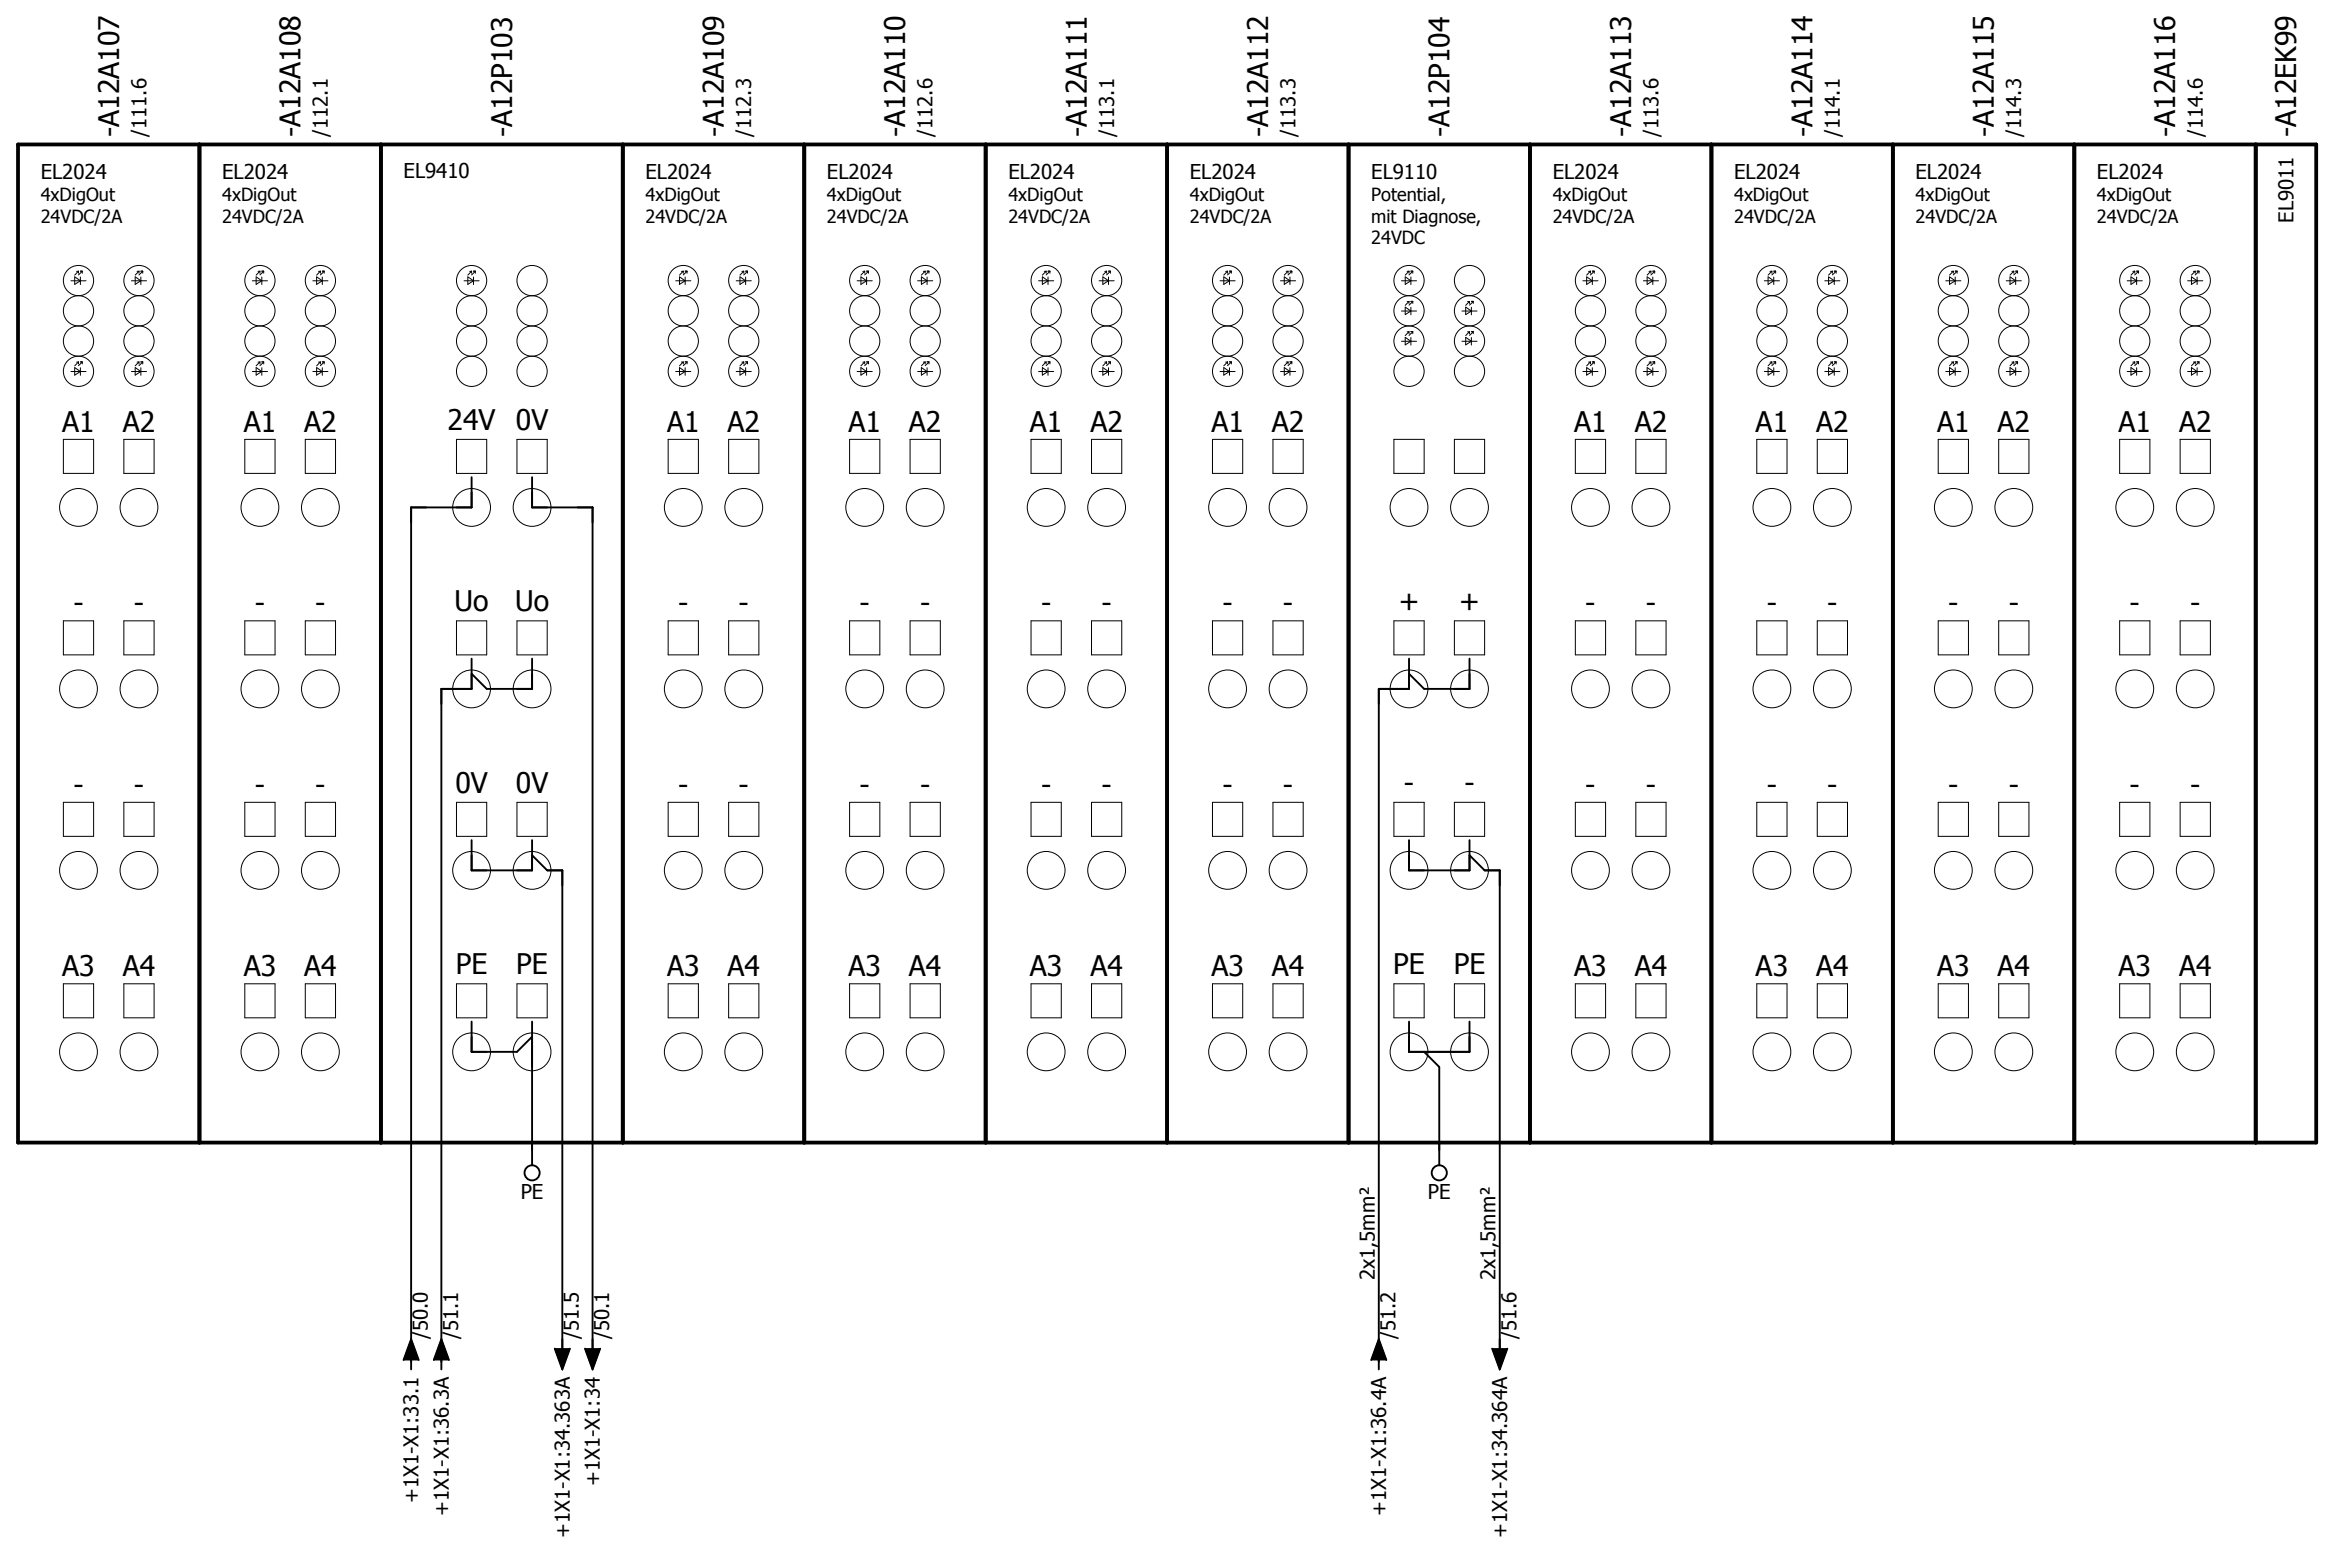 -A12A107
/111.6
-A12A108
/112.1
-A12P103
-A12A109
/112.3
-A12A110
/112.6
-A12A111
/113.1
-A12A112
/113.3
-A12P104
-A12A113
/113.6
-A12A114
/114.1
-A12A115
/114.3
-A12A116
/114.6
-A12EK99
EL2024
4xDigOut
24VDC/2A
EL2024
4xDigOut
24VDC/2A
EL9410
EL2024
4xDigOut
24VDC/2A
EL2024
4xDigOut
24VDC/2A
EL2024
4xDigOut
24VDC/2A
EL2024
4xDigOut
24VDC/2A
EL9110
Potential,
mit Diagnose,
24VDC
EL2024
4xDigOut
24VDC/2A
EL2024
4xDigOut
24VDC/2A
EL2024
4xDigOut
24VDC/2A
EL2024
4xDigOut
24VDC/2A
EL9011
A1 A2 A1 A2 24V 0V A1 A2 A1 A2 A1 A2 A1 A2 A1 A2 A1 A2 A1 A2 A1 A2
- - - - Uo Uo - - - - - - - - + + - - - - - - - -
- - - - 0V 0V - - - - - - - - - - - - - - - - - -
A3 A4 A3 A4 PE PE A3 A4 A3 A4 A3 A4 A3 A4 PE PE A3 A4 A3 A4 A3 A4 A3 A4
PE
PE
2x1,5mm²
2x1,5mm²
/50.0
/51.1
/51.5
/50.1
/51.2
/51.6
+1X1-X1:33.1
+1X1-X1:36.3A
+1X1-X1:34.363A
+1X1-X1:34
+1X1-X1:36.4A
+1X1-X1:34.364A